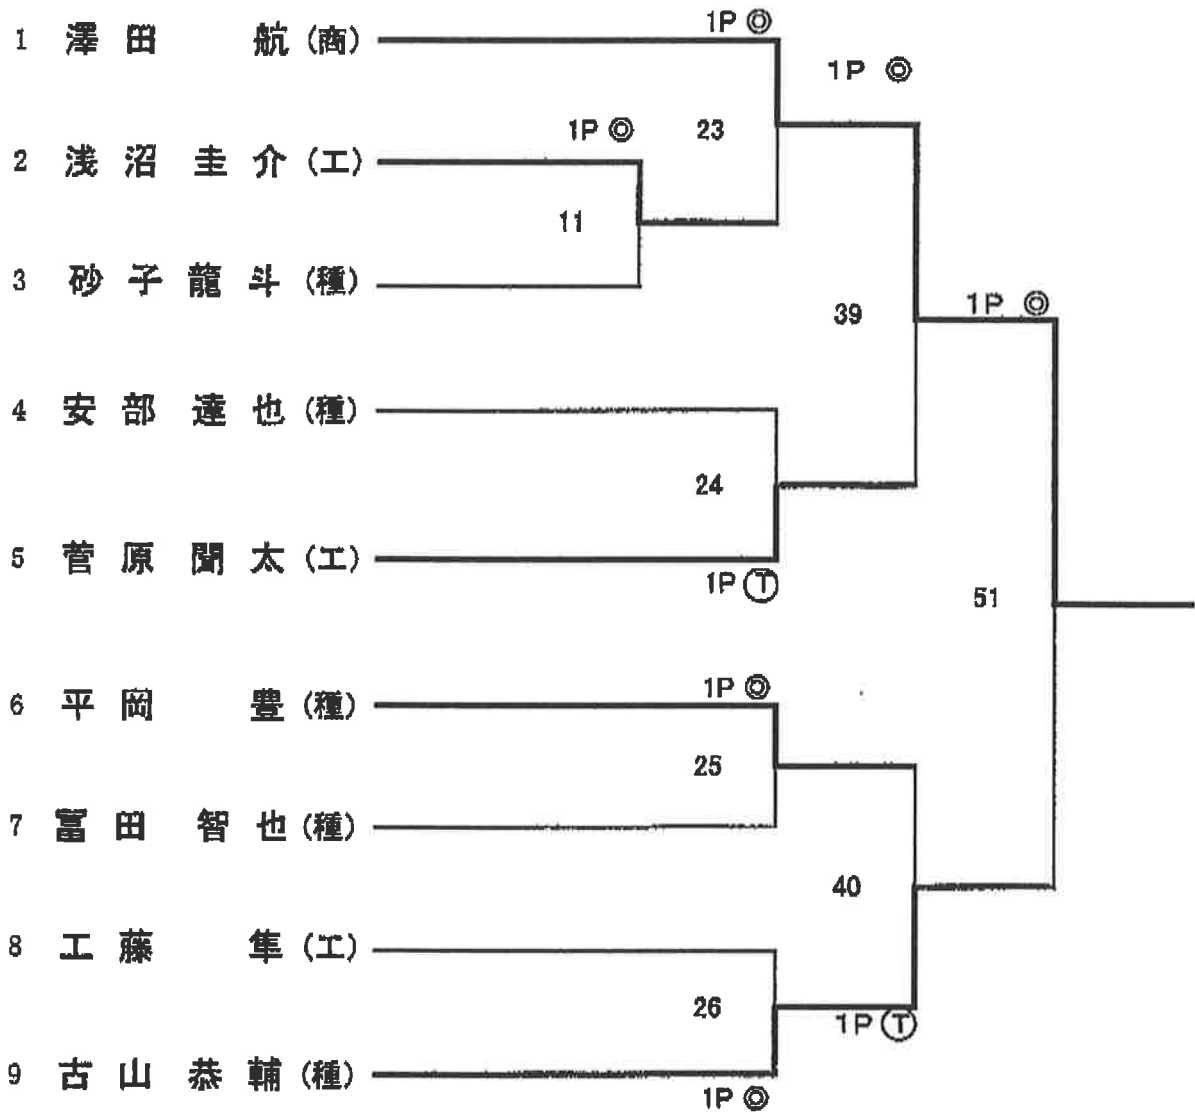 1P ◎
1 澤田 航 (商)
1P ◎
1P ◎ 23
2 浅沼 圭介 (工)
11
3 砂子 龍斗 (種)
1P ◎
39
4 安部 達也 (種)
24
5 菅原 聞太 (工)
1P Ⓣ
51
1P ◎
6 平岡 豊 (種)
25
7 冨田 智也 (種)
40
8 工藤 隼 (工)
26
1P Ⓣ
9 古山 恭輔 (種)
1P ◎